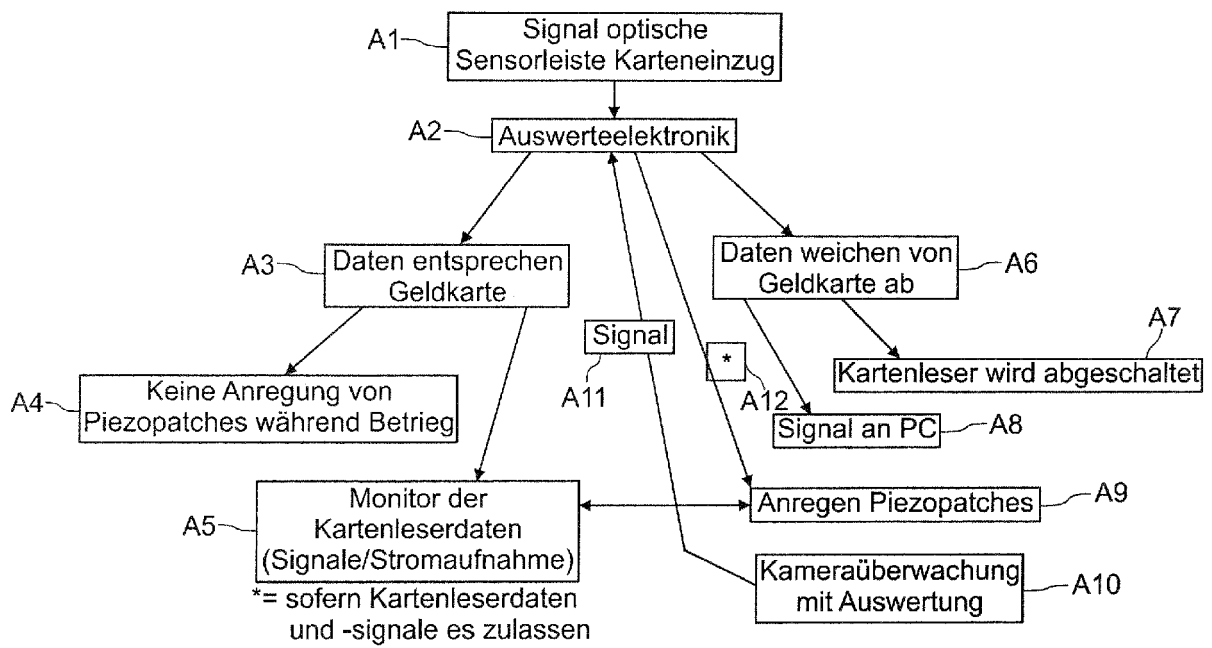 A1
Signal optische
Sensorleiste Karteneinzug
A2
Auswerteelektronik
A3
Daten entsprechen
Geldkarte
Daten weichen von
Geldkarte ab
A6
Signal
A11
*
A12
A7
Kartenleser wird abgeschaltet
A4
Keine Anregung von
Piezopatches während Betrieg
Signal an PC
A8
A5
Monitor der
Kartenleserdaten
(Signale/Stromaufnahme)
Anregen Piezopatches
A9
Kameraüberwachung
mit Auswertung
A10
*= sofern Kartenleserdaten
und -signale es zulassen